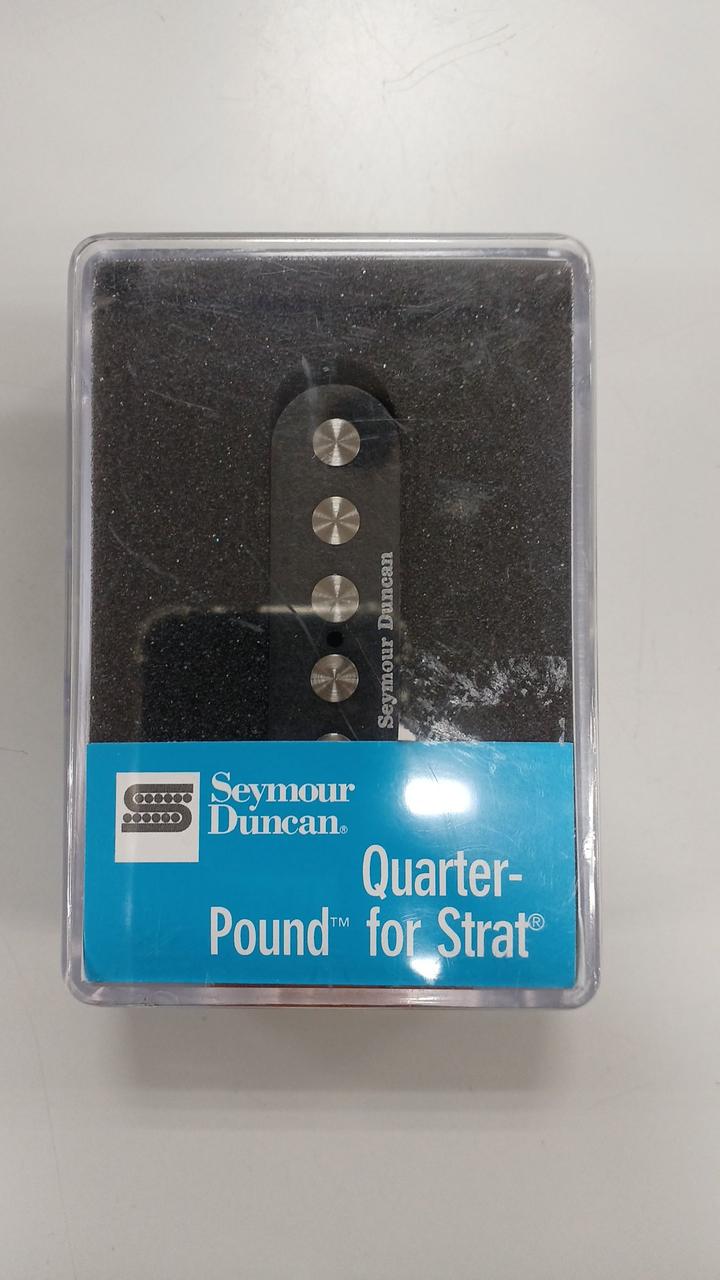 Seymour Duncan
Seymour
Duncan®
Quarter-
Pound™ for Strat®